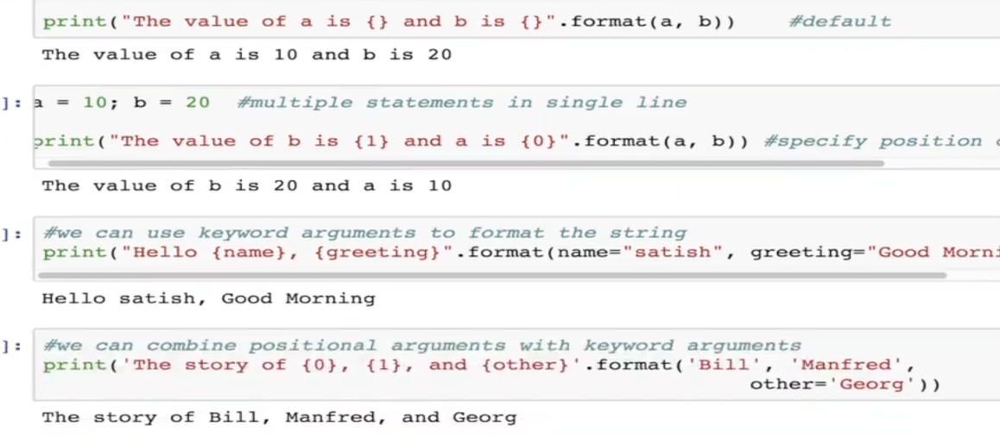 print("The value of a is {} and b is {}".format(a, b))    #default
The value of a is 10 and b is 20
]: a = 10; b = 20  #multiple statements in single line
print("The value of b is {1} and a is {0}".format(a, b)) #specify position
The value of b is 20 and a is 10
]: #we can use keyword arguments to format the string
print("Hello {name}, {greeting}".format(name="satish", greeting="Good Morni
Hello satish, Good Morning
]: #we can combine positional arguments with keyword arguments
print('The story of {0}, {1}, and {other}'.format('Bill', 'Manfred',
other='Georg'))
The story of Bill, Manfred, and Georg